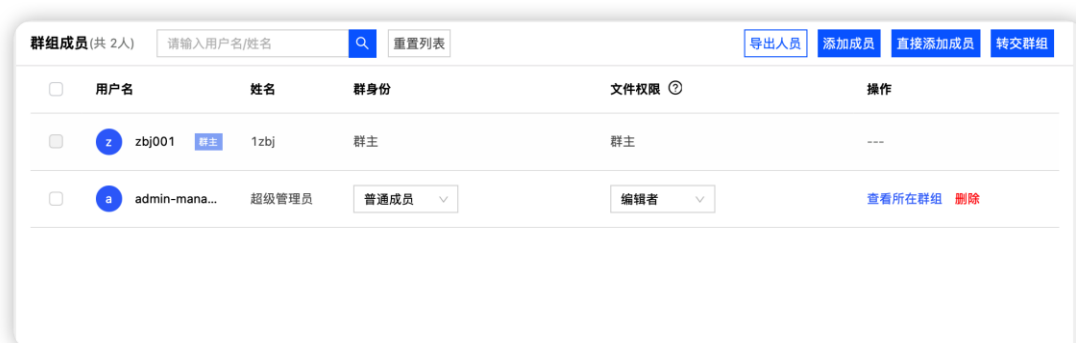 群组成员(共 2人) 请输入用户名/姓名 重置列表 导出人员 添加成员 直接添加成员 转交群组
用户名 姓名 群身份 文件权限 操作
z zbj001 群主 1zbj 群主 群主 ---
a admin-mana... 超级管理员 普通成员 编辑者 查看所在群组 删除